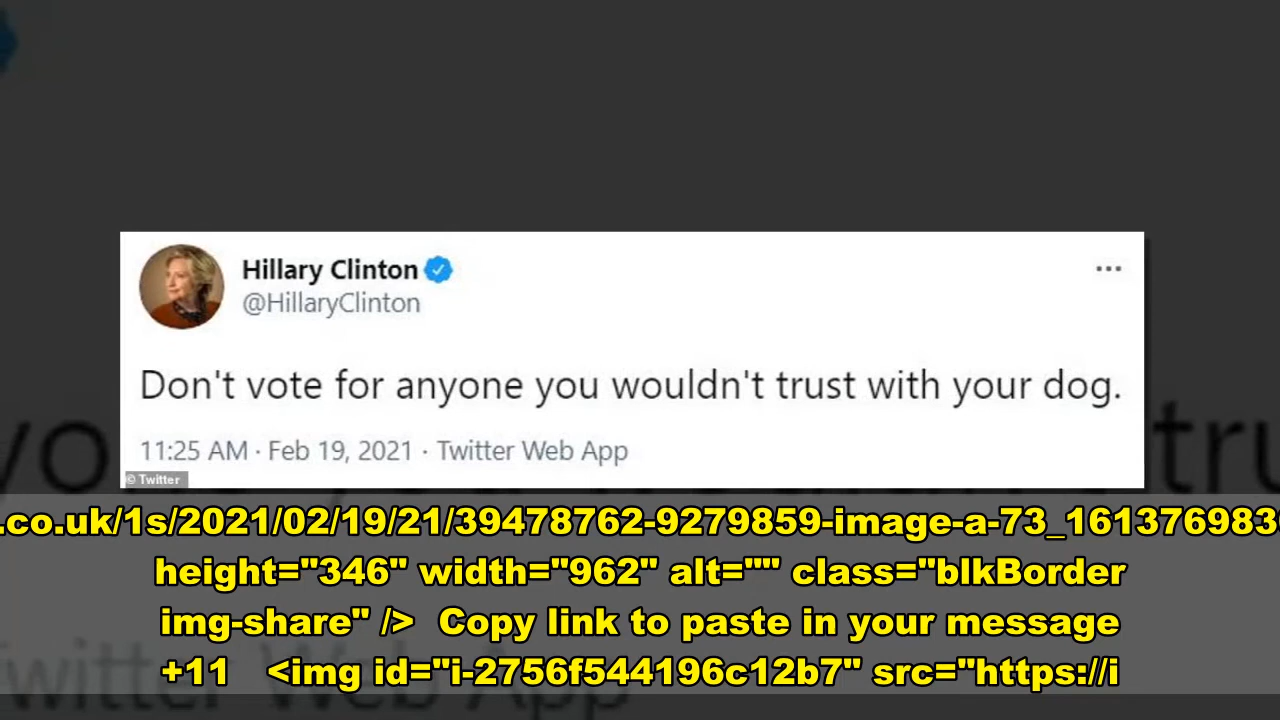 Hillary Clinton
@HillaryClinton
Don't vote for anyone you wouldn't trust with your dog.
11:25 AM · Feb 19, 2021 · Twitter Web App
© Twitter
.co.uk/1s/2021/02/19/21/39478762-9279859-image-a-73_161376983
height="346" width="962" alt="" class="blkBorder
img-share" /> Copy link to paste in your message
+11 <img id="i-2756f544196c12b7" src="https://i